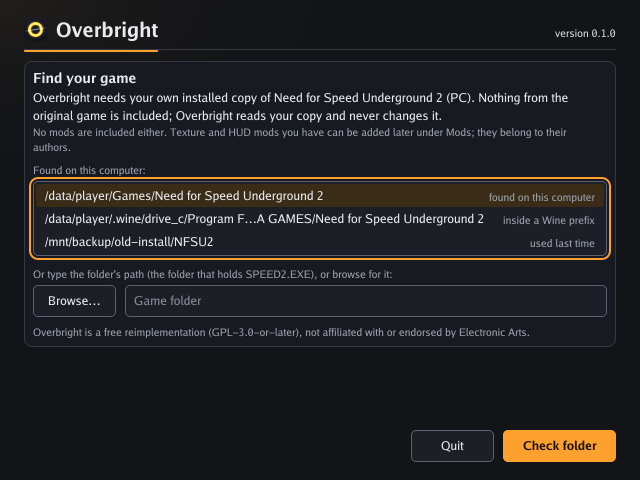 Overbright
version 0.1.0
Find your game
Overbright needs your own installed copy of Need for Speed Underground 2 (PC). Nothing from the
original game is included; Overbright reads your copy and never changes it.
No mods are included either. Texture and HUD mods you have can be added later under Mods; they belong to their
authors.
Found on this computer:
/data/player/Games/Need for Speed Underground 2 found on this computer
/data/player/.wine/drive_c/Program F…A GAMES/Need for Speed Underground 2 inside a Wine prefix
/mnt/backup/old-install/NFSU2 used last time
Or type the folder's path (the folder that holds SPEED2.EXE), or browse for it:
Browse… Game folder
Overbright is a free reimplementation (GPL-3.0-or-later), not affiliated with or endorsed by Electronic Arts.
Quit Check folder